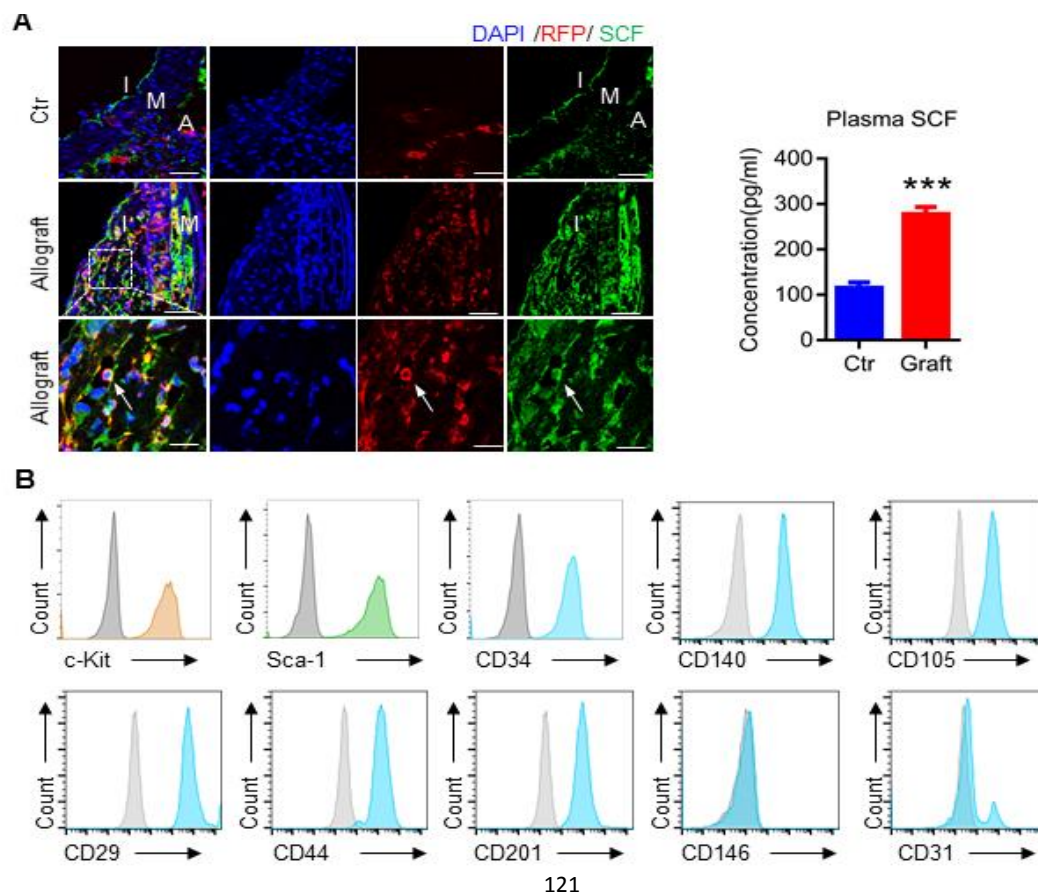 A
DAPI /RFP/ SCF
Ctr
I
M
A
I
M
A
Allograft
I
M
I
Allograft
Plasma SCF
Concentration(pg/ml)
400
300
200
100
0
***
Ctr
Graft
B
Count
c-Kit
Count
Sca-1
Count
CD34
Count
CD140
Count
CD105
Count
CD29
Count
CD44
Count
CD201
Count
CD146
Count
CD31
121